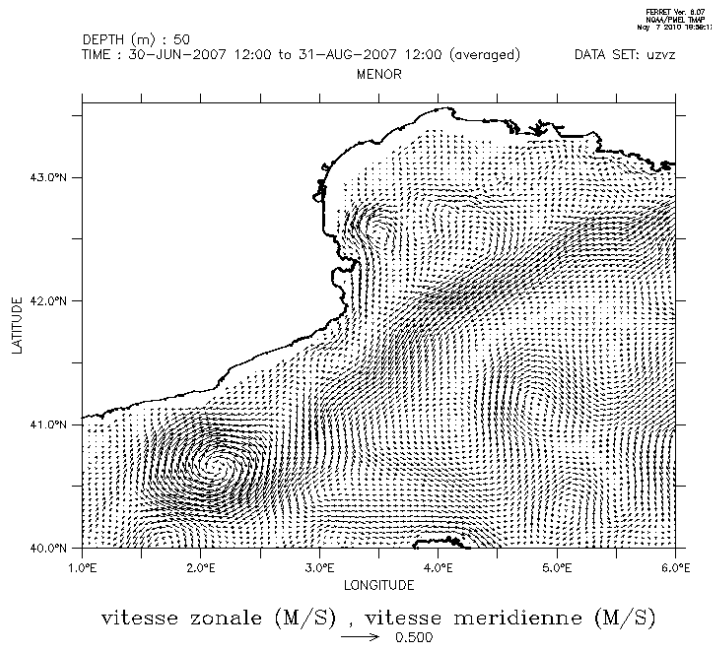 FERRET Ver. 6.07
NOAA/PMEL TMAP
DEPTH (m) : 50
TIME : 30-JUN-2007 12:00 to 31-AUG-2007 12:00 (averaged)
DATA SET: uzvz
MENOR
43.0°N
42.0°N
41.0°N
40.0°N
LATITUDE
1.0°E 2.0°E 3.0°E 4.0°E 5.0°E 6.0°E
LONGITUDE
vitesse zonale (M/S) , vitesse meridienne (M/S)
0.500